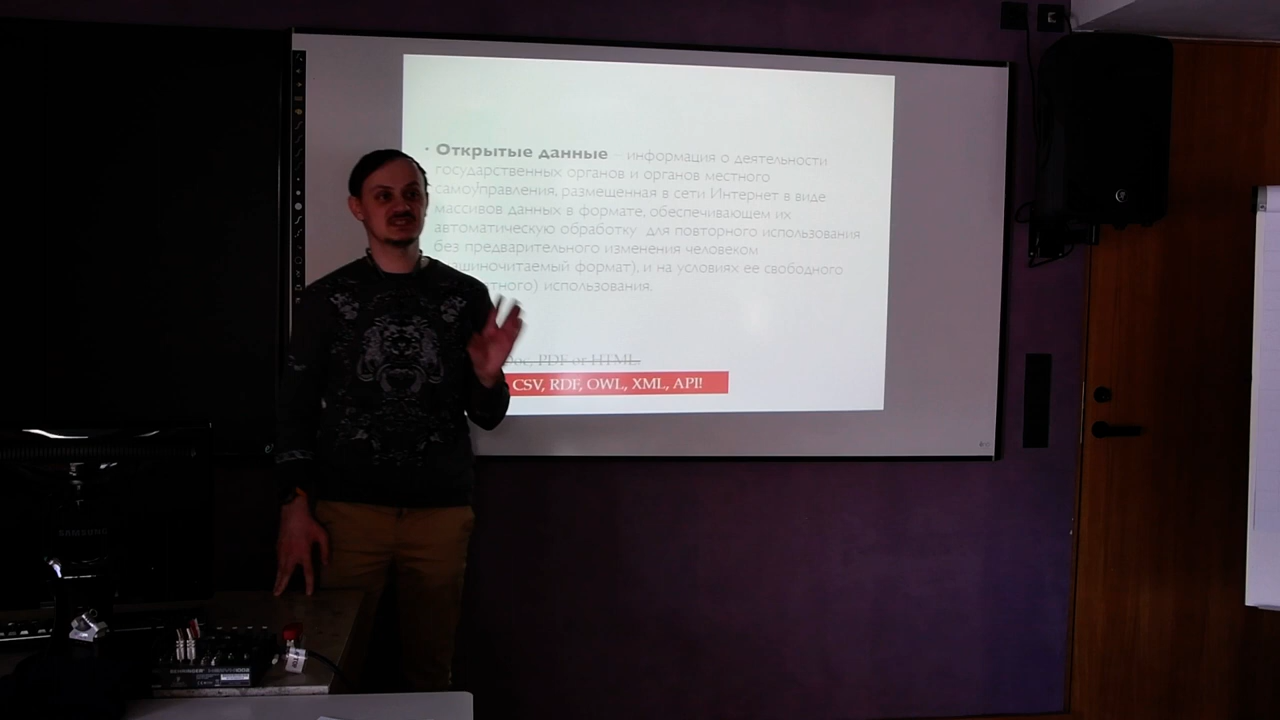 • Открытые данные – информация о деятельности
государственных органов и органов местного
самоуправления, размещенная в сети Интернет в виде
массивов данных в формате, обеспечивающем их
автоматическую обработку для повторного использования
без предварительного изменения человеком
формат), и на условиях ее свободного
использования.
PDF or HTML.
CSV, RDF, OWL, XML, API!
SAMSUNG
BEHRINGER